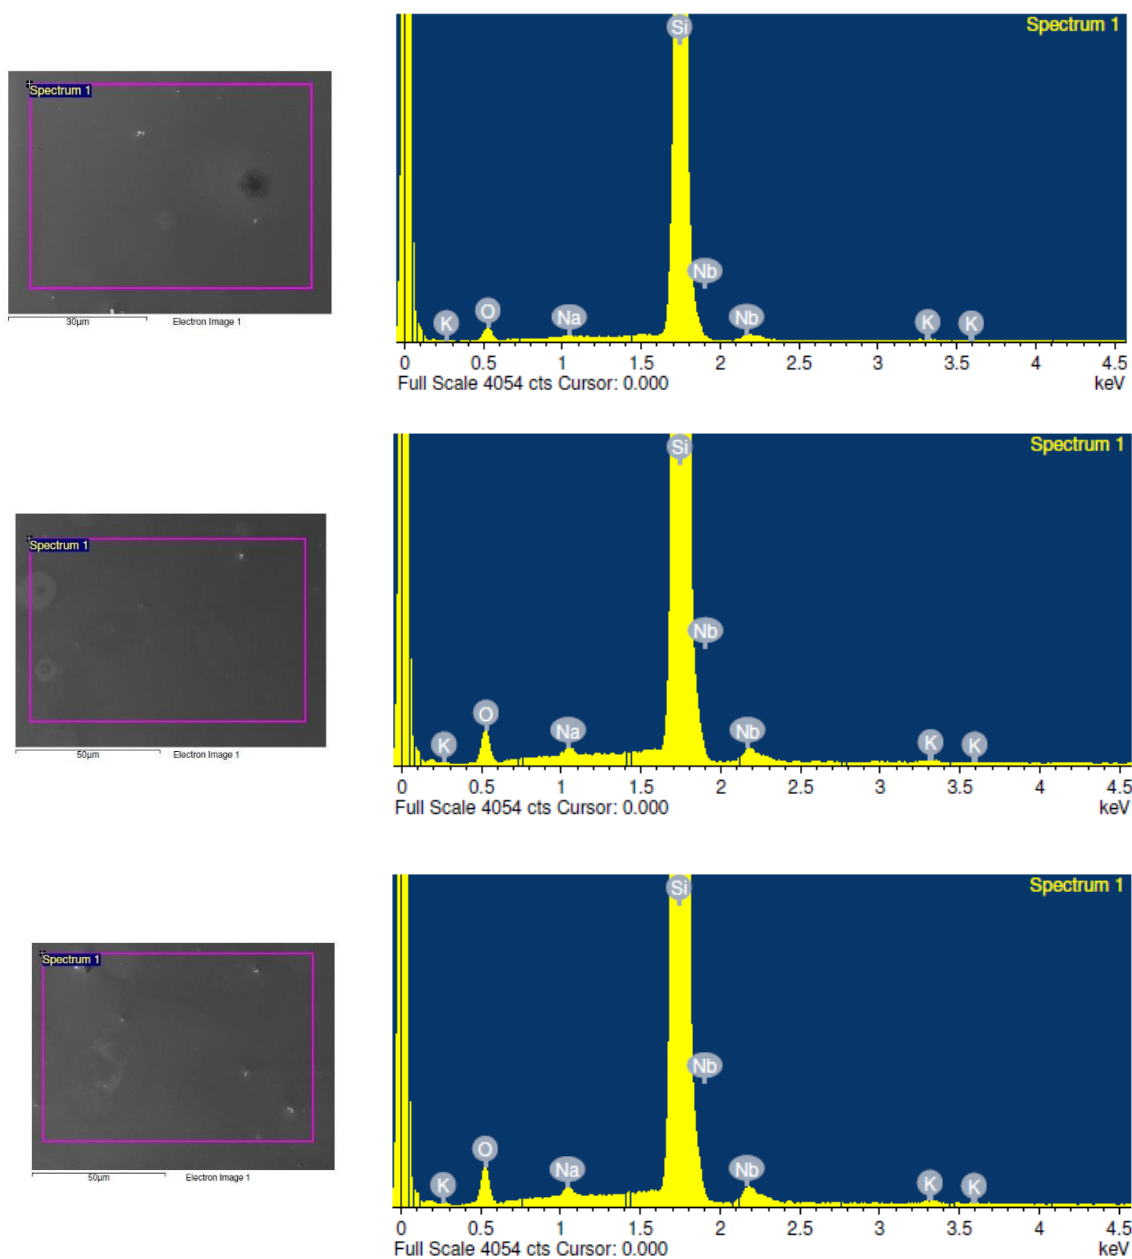 Spectrum 1
30µm Electron Image 1
Spectrum 1
Si
Nb
K O Na Nb K K
0 0.5 1 1.5 2 2.5 3 3.5 4 4.5
Full Scale 4054 cts Cursor: 0.000 keV
Spectrum 1
50µm Electron Image 1
Spectrum 1
Si
Nb
K O Na Nb K K
0 0.5 1 1.5 2 2.5 3 3.5 4 4.5
Full Scale 4054 cts Cursor: 0.000 keV
Spectrum 1
50µm Electron Image 1
Spectrum 1
Si
Nb
K O Na Nb K K
0 0.5 1 1.5 2 2.5 3 3.5 4 4.5
Full Scale 4054 cts Cursor: 0.000 keV